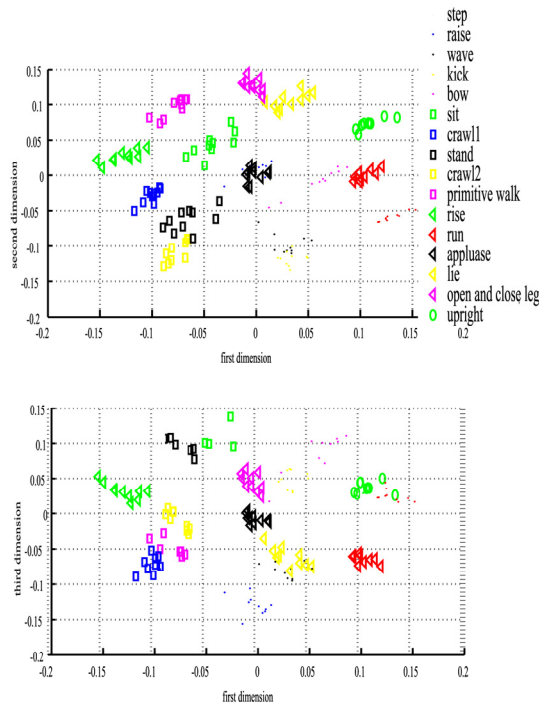 step
raise
wave
kick
bow
sit
crawl1
stand
crawl2
primitive walk
rise
run
appluase
lie
open and close leg
upright
0.15
0.1
0.05
0
-0.05
-0.1
-0.15
-0.2
seccond dimension
-0.2 -0.15 -0.1 -0.05 0 0.05 0.1 0.15 0.2
first dimension
0.15
0.1
0.05
0
-0.05
-0.1
-0.15
-0.2
third dimension
-0.2 -0.15 -0.1 -0.05 0 0.05 0.1 0.15 0.2
first dimension